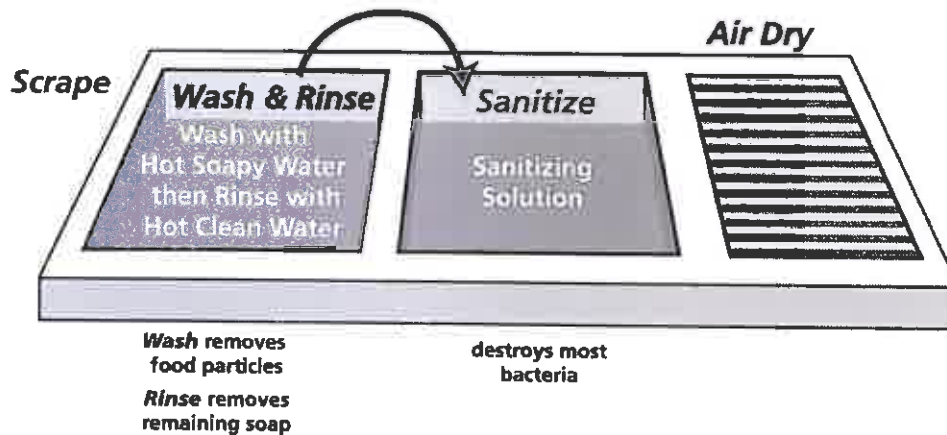 Scrape
Wash & Rinse
Wash with
Hot Soapy Water
then Rinse with
Hot Clean Water
Sanitize
Sanitizing
Solution
Air Dry
Wash removes
food particles
Rinse removes
remaining soap
destroys most
bacteria